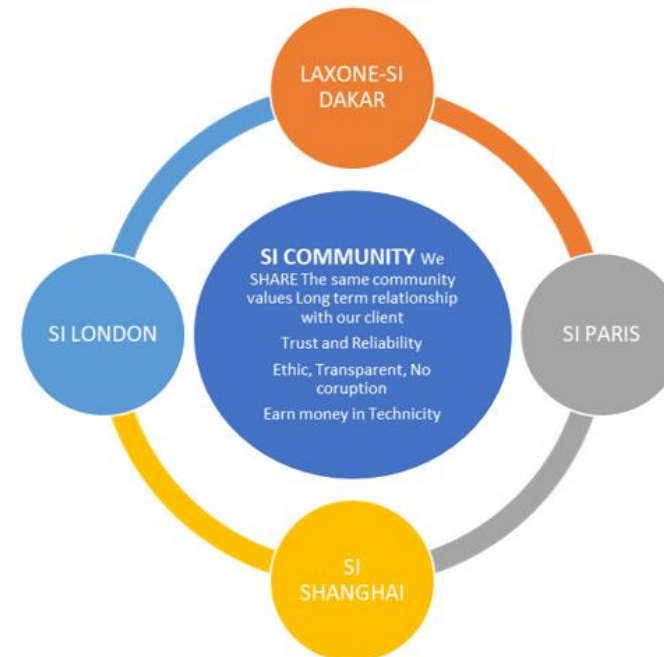 LAXONE-SI
DAKAR
SI COMMUNITY We
SHARE The same community
values Long term relationship
with our client
Trust and Reliability
Ethic, Transparent, No
coruption
Earn money in Technicity
SI LONDON
SI PARIS
SI
SHANGHAI